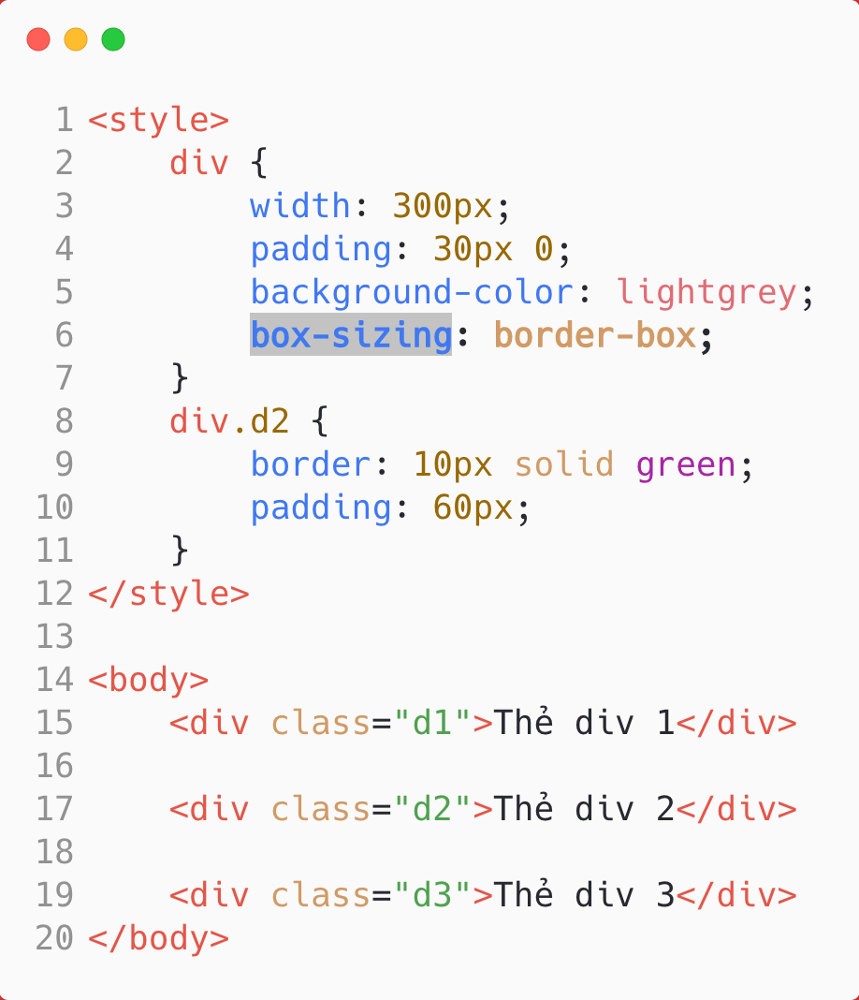 1 <style>
2     div {
3         width: 300px;
4         padding: 30px 0;
5         background-color: lightgrey;
6         box-sizing: border-box;
7     }
8     div.d2 {
9         border: 10px solid green;
10         padding: 60px;
11     }
12 </style>
13
14 <body>
15     <div class="d1">Thẻ div 1</div>
16
17     <div class="d2">Thẻ div 2</div>
18
19     <div class="d3">Thẻ div 3</div>
20 </body>